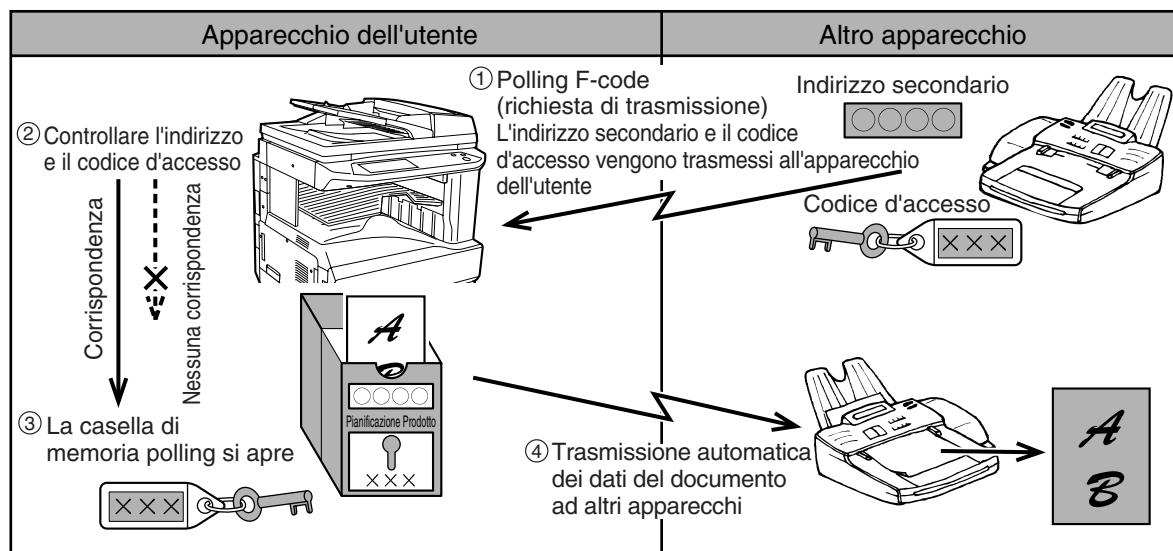 Apparecchio dell'utente
Altro apparecchio
① Polling F-code
(richiesta di trasmissione)
L'indirizzo secondario e il codice
d'accesso vengono trasmessi all'apparecchio
dell'utente
Indirizzo secondario
Codice d'accesso
×××
② Controllare l'indirizzo
e il codice d'accesso
Corrispondenza
Nessuna corrispondenza
③ La casella di
memoria polling si apre
×××
A
Pianificazione Prodotto
×××
④ Trasmissione automatica
dei dati del documento
ad altri apparecchi
A
B